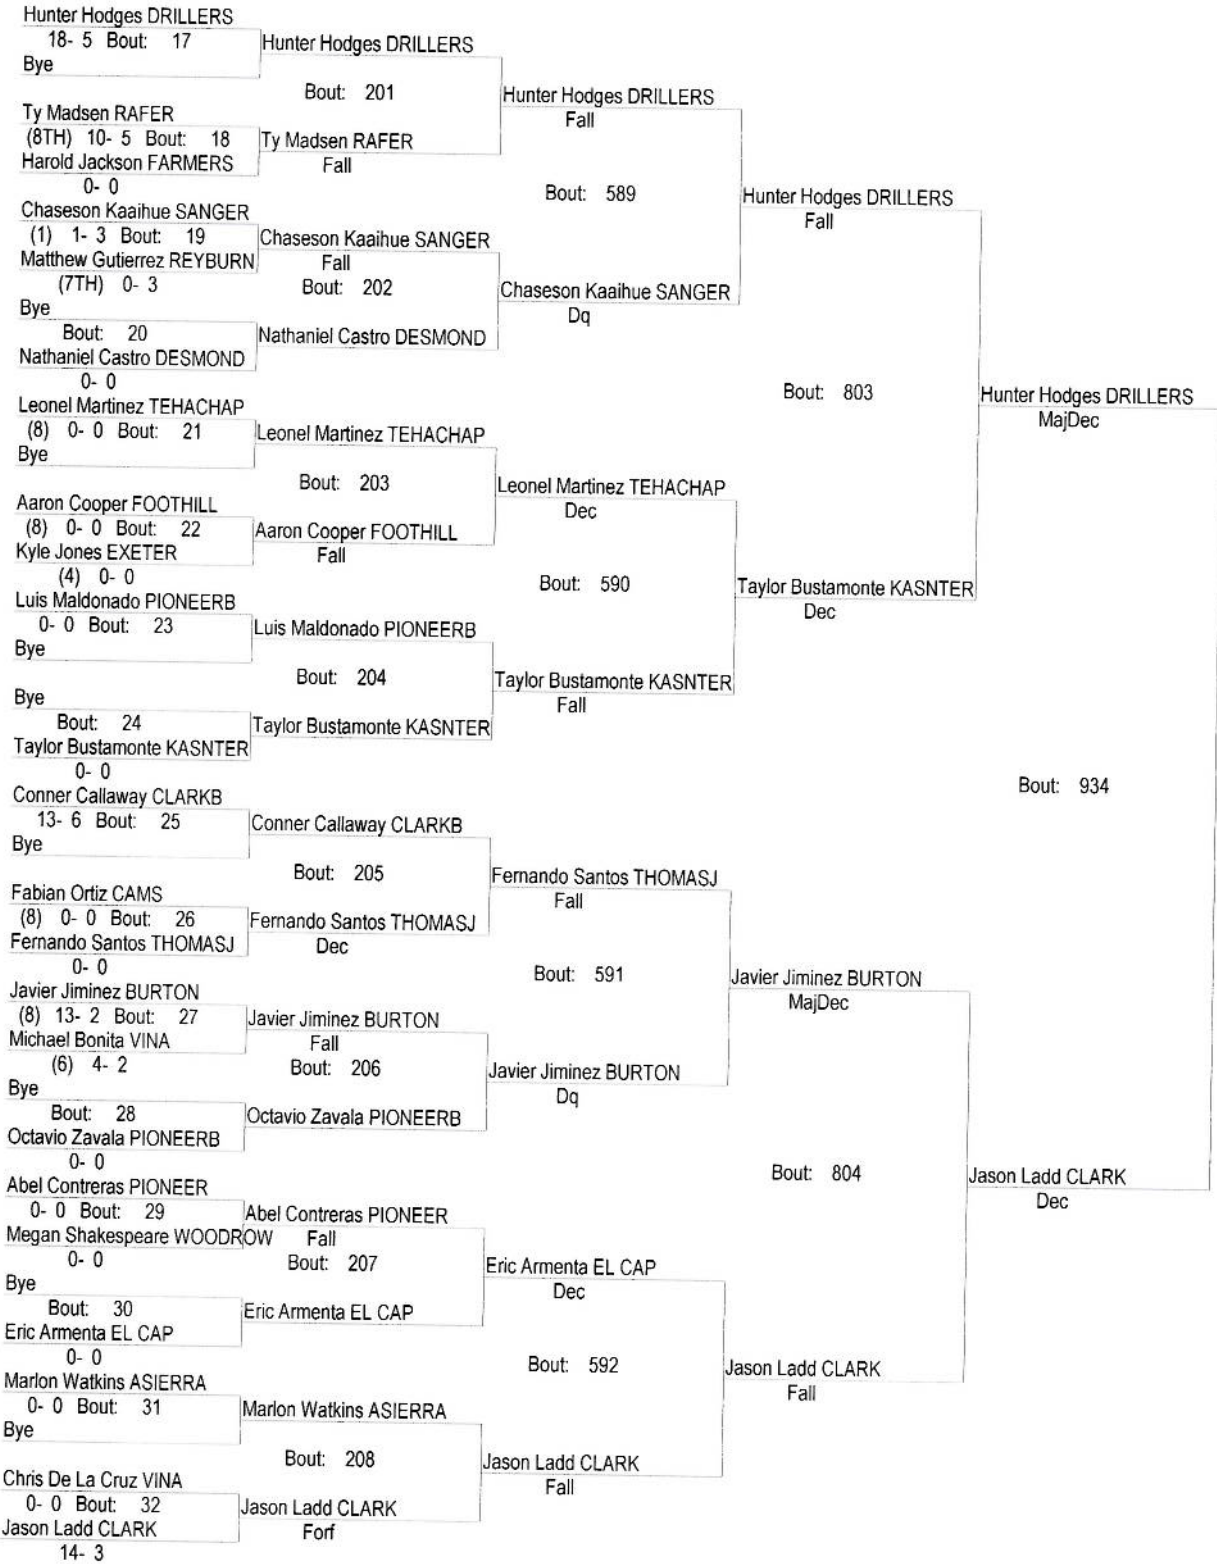 Hunter Hodges DRILLERS
18- 5 Bout: 17
Bye
Hunter Hodges DRILLERS
Bout: 201
Ty Madsen RAFER
(8TH) 10- 5 Bout: 18
Harold Jackson FARMERS
0- 0
Ty Madsen RAFER
Fall
Hunter Hodges DRILLERS
Fall
Bout: 589
Chaseson Kaaihue SANGER
(1) 1- 3 Bout: 19
Matthew Gutierrez REYBURN
(7TH) 0- 3
Chaseson Kaaihue SANGER
Fall
Bout: 202
Bye
Bout: 20
Nathaniel Castro DESMOND
0- 0
Nathaniel Castro DESMOND
Chaseson Kaaihue SANGER
Dq
Hunter Hodges DRILLERS
Fall
Bout: 803
Leonel Martinez TEHACHAP
(8) 0- 0 Bout: 21
Bye
Leonel Martinez TEHACHAP
Bout: 203
Aaron Cooper FOOTHILL
(8) 0- 0 Bout: 22
Kyle Jones EXETER
(4) 0- 0
Aaron Cooper FOOTHILL
Fall
Leonel Martinez TEHACHAP
Dec
Bout: 590
Luis Maldonado PIONEERB
0- 0 Bout: 23
Bye
Luis Maldonado PIONEERB
Bout: 204
Bye
Bout: 24
Taylor Bustamonte KASNTER
0- 0
Taylor Bustamonte KASNTER
Taylor Bustamonte KASNTER
Fall
Taylor Bustamonte KASNTER
Dec
Hunter Hodges DRILLERS
MajDec
Bout: 934
Conner Callaway CLARKB
13- 6 Bout: 25
Bye
Conner Callaway CLARKB
Bout: 205
Fabian Ortiz CAMS
(8) 0- 0 Bout: 26
Fernando Santos THOMASJ
0- 0
Fernando Santos THOMASJ
Dec
Fernando Santos THOMASJ
Fall
Bout: 591
Javier Jiminez BURTON
(8) 13- 2 Bout: 27
Michael Bonita VINA
(6) 4- 2
Javier Jiminez BURTON
Fall
Bout: 206
Bye
Bout: 28
Octavio Zavala PIONEERB
0- 0
Octavio Zavala PIONEERB
Javier Jiminez BURTON
Dq
Javier Jiminez BURTON
MajDec
Bout: 804
Abel Contreras PIONEER
0- 0 Bout: 29
Megan Shakespeare WOODROW
0- 0
Abel Contreras PIONEER
Fall
Bout: 207
Bye
Bout: 30
Eric Armenta EL CAP
0- 0
Eric Armenta EL CAP
Eric Armenta EL CAP
Dec
Bout: 592
Marlon Watkins ASIERRA
0- 0 Bout: 31
Bye
Marlon Watkins ASIERRA
Bout: 208
Chris De La Cruz VINA
0- 0 Bout: 32
Jason Ladd CLARK
14- 3
Jason Ladd CLARK
Forf
Jason Ladd CLARK
Fall
Jason Ladd CLARK
Fall
Jason Ladd CLARK
Dec